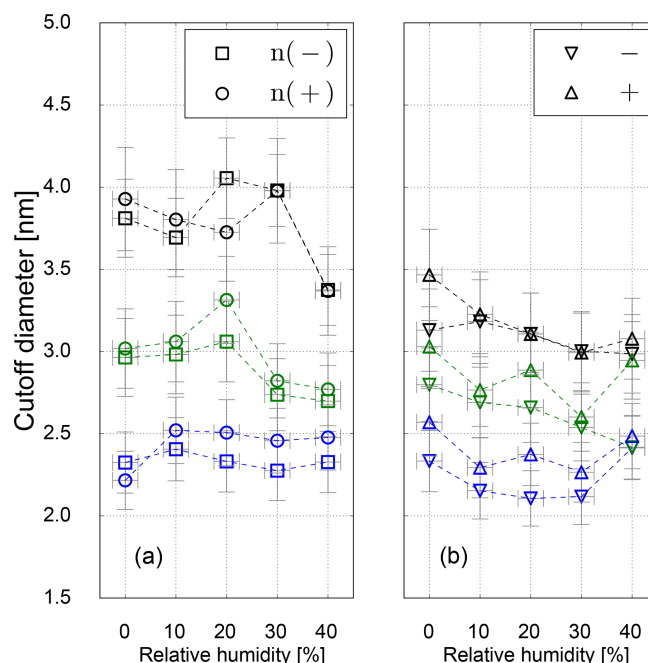 5.0
4.5
4.0
3.5
3.0
2.5
2.0
1.5
Cutoff diameter [nm]
n(−)
n(+)
(a)
0 10 20 30 40
Relative humidity [%]
−
+
(b)
0 10 20 30 40
Relative humidity [%]